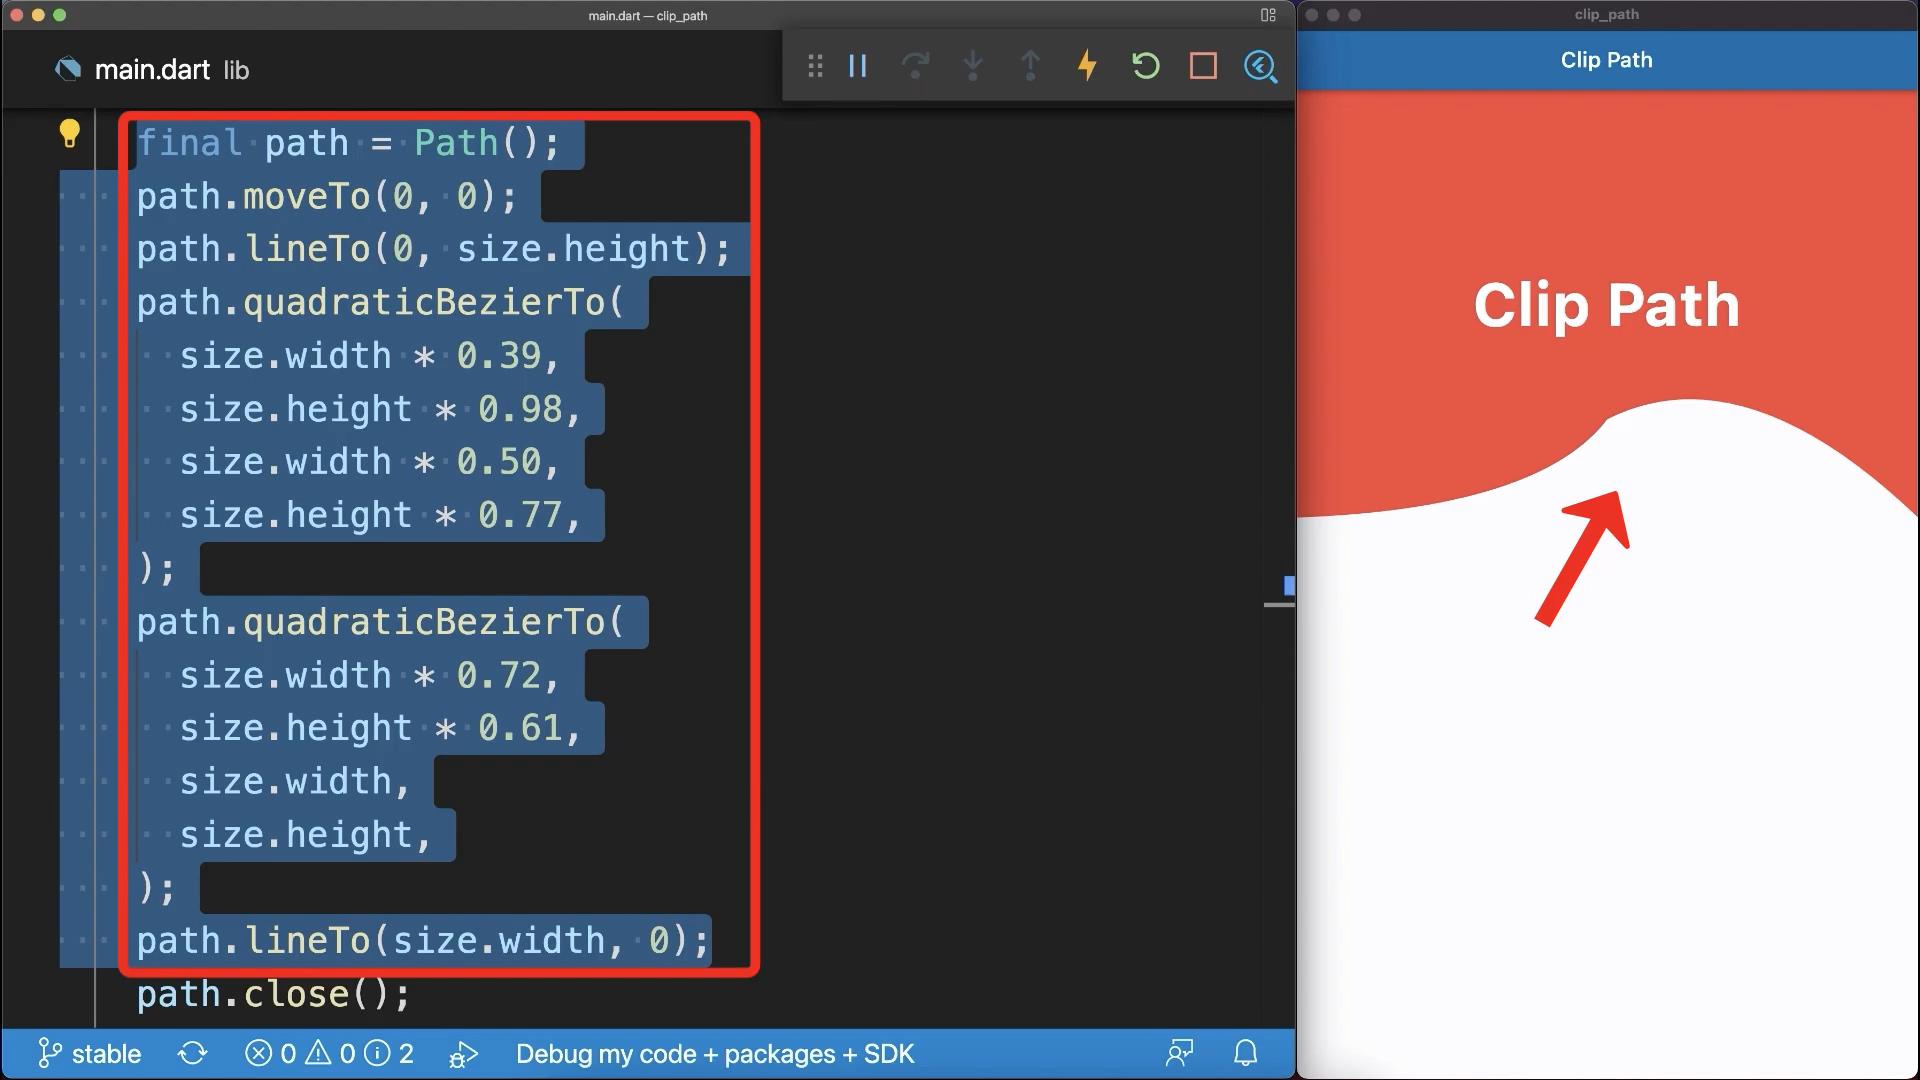 main.dart — clip_path
main.dart lib
final path = Path();
path.moveTo(0, 0);
path.lineTo(0, size.height);
path.quadraticBezierTo(
size.width * 0.39,
size.height * 0.98,
size.width * 0.50,
size.height * 0.77,
);
path.quadraticBezierTo(
size.width * 0.72,
size.height * 0.61,
size.width,
size.height,
);
path.lineTo(size.width, 0);
path.close();
stable 0 0 2 Debug my code + packages + SDK
clip_path
Clip Path
Clip Path